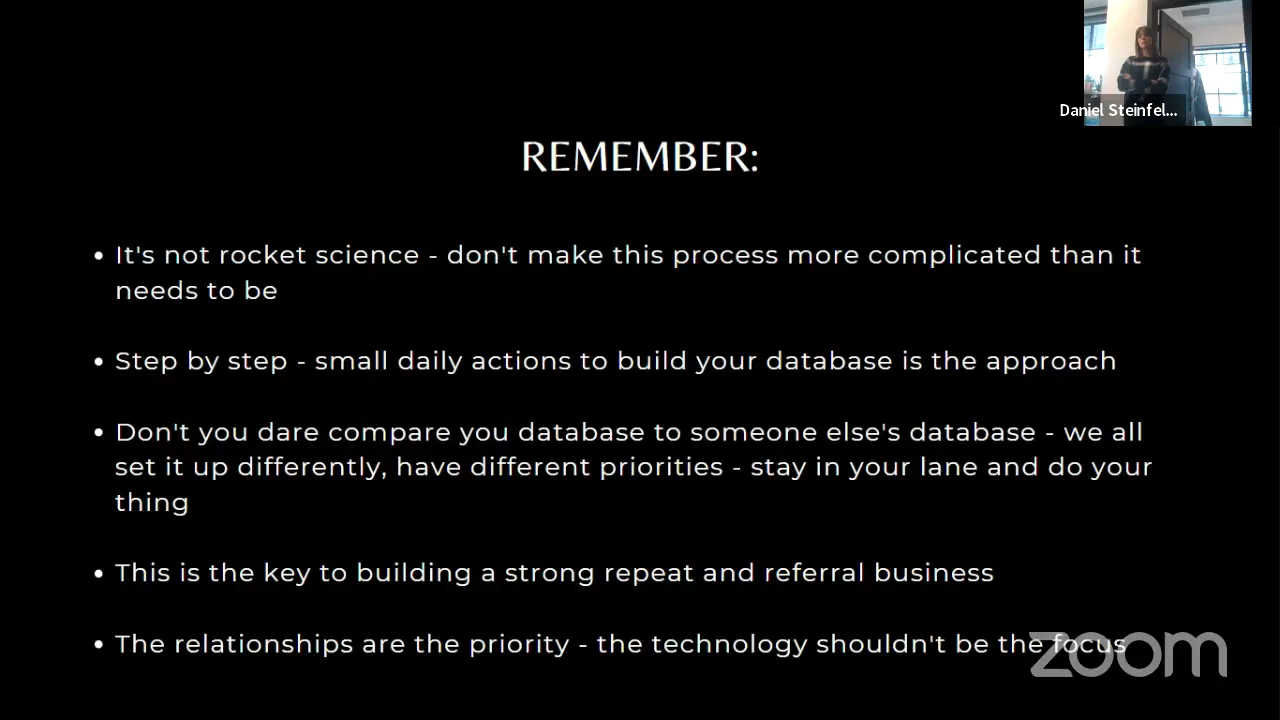 Daniel Steinfel...
REMEMBER:
• It's not rocket science - don't make this process more complicated than it
needs to be
• Step by step - small daily actions to build your database is the approach
• Don't you dare compare you database to someone else's database - we all
set it up differently, have different priorities - stay in your lane and do your
thing
• This is the key to building a strong repeat and referral business
• The relationships are the priority - the technology shouldn't be the focus
zoom